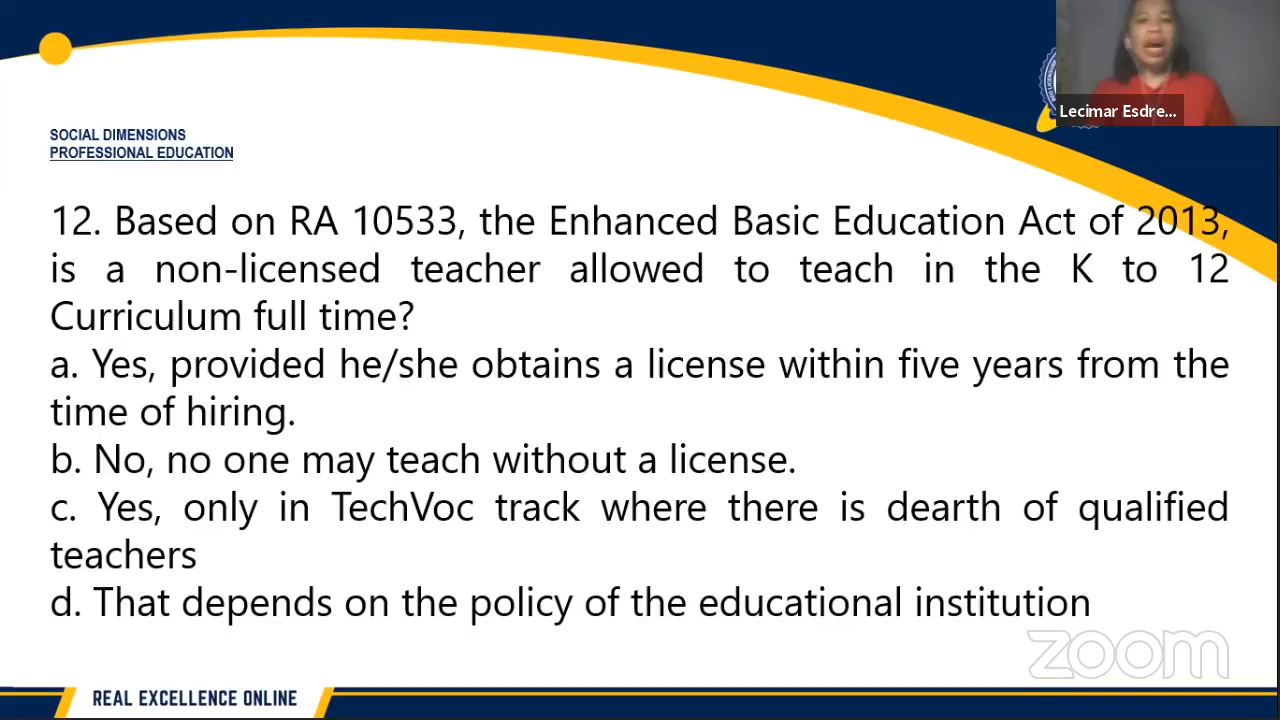 Lecimar Esdre...
SOCIAL DIMENSIONS
PROFESSIONAL EDUCATION
12. Based on RA 10533, the Enhanced Basic Education Act of 2013,
is a non-licensed teacher allowed to teach in the K to 12
Curriculum full time?
a. Yes, provided he/she obtains a license within five years from the
time of hiring.
b. No, no one may teach without a license.
c. Yes, only in TechVoc track where there is dearth of qualified
teachers
d. That depends on the policy of the educational institution
zoom
REAL EXCELLENCE ONLINE